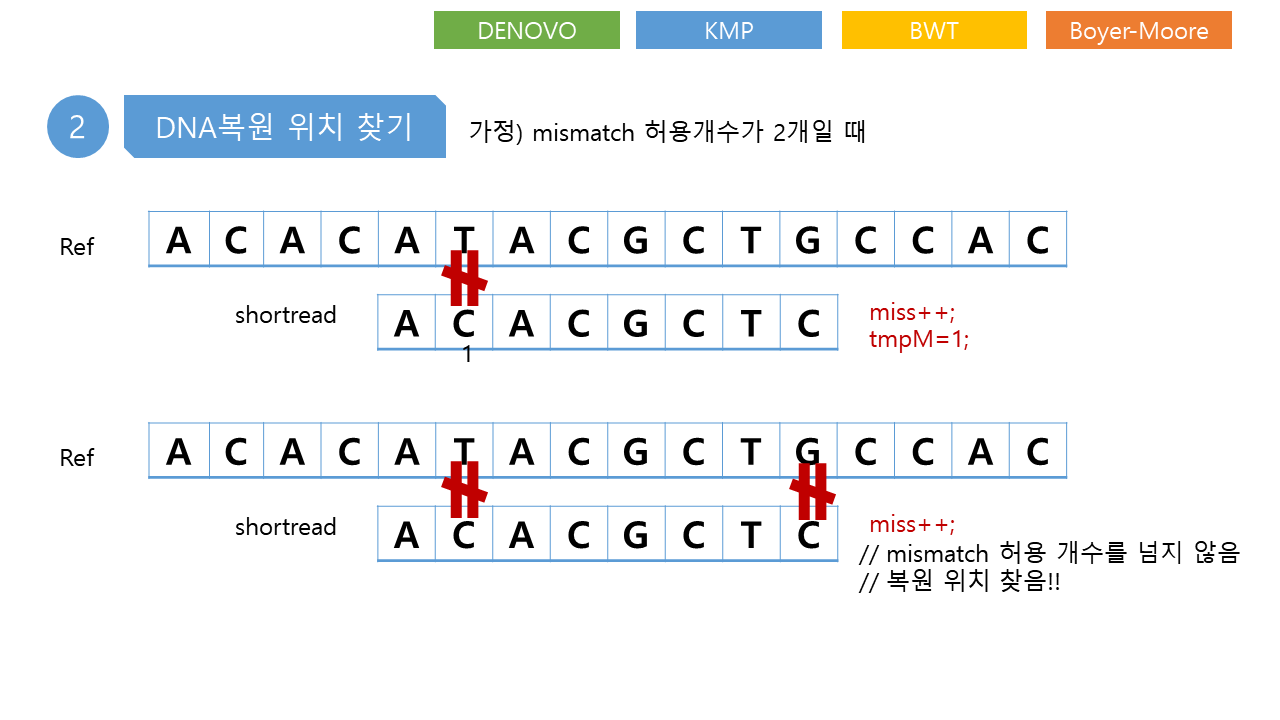 DENOVO KMP BWT Boyer-Moore
2 DNA복원 위치 찾기 가정) mismatch 허용개수가 2개일 때
Ref A C A C A T A C G C T G C C A C
shortread A C A C G C T C miss++;
tmpM=1;
1
Ref A C A C A T A C G C T G C C A C
shortread A C A C G C T C miss++;
// mismatch 허용 개수를 넘지 않음
// 복원 위치 찾음!!